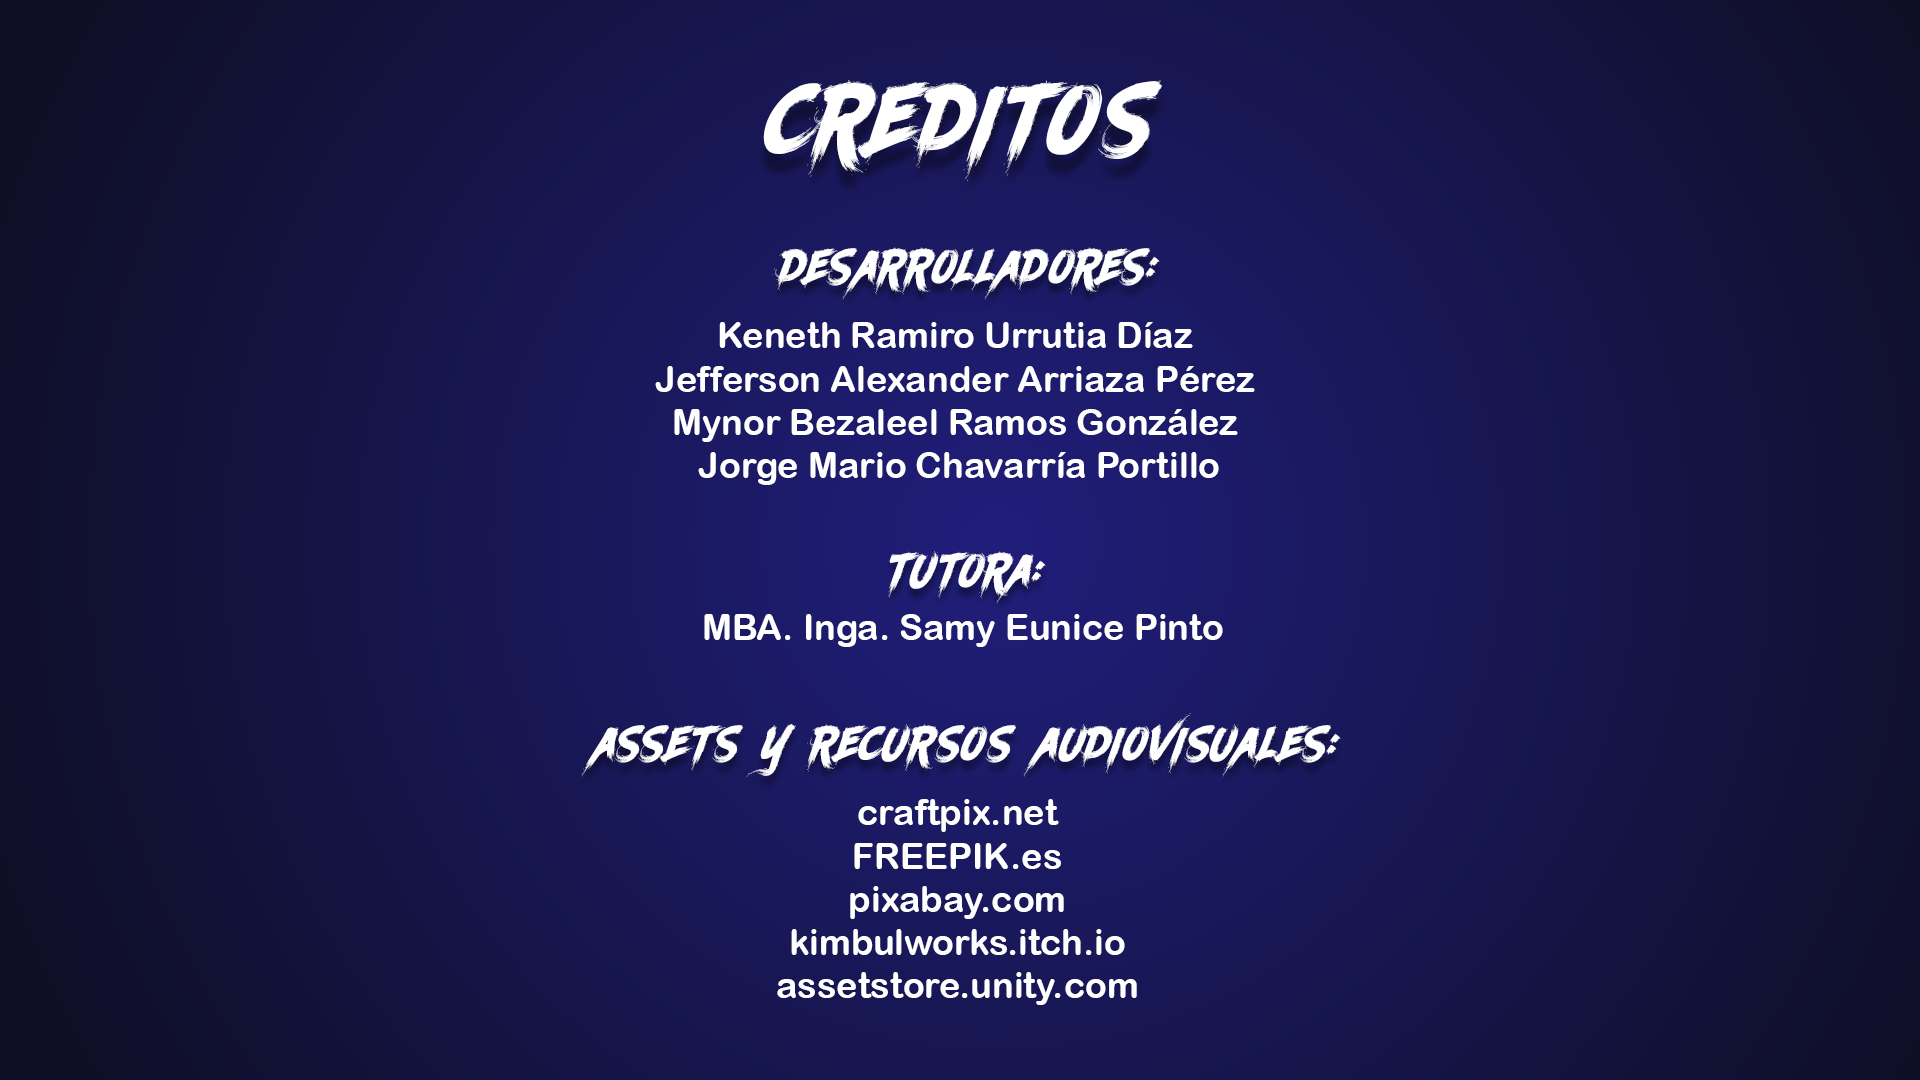 CREDITOS
DESARROLLADORES:
Keneth Ramiro Urrutia Díaz
Jefferson Alexander Arriaza Pérez
Mynor Bezaleel Ramos González
Jorge Mario Chavarría Portillo
TUTORA:
MBA. Inga. Samy Eunice Pinto
ASSETS Y RECURSOS AUDIOVISUALES:
craftpix.net
FREEPIK.es
pixabay.com
kimbulworks.itch.io
assetstore.unity.com